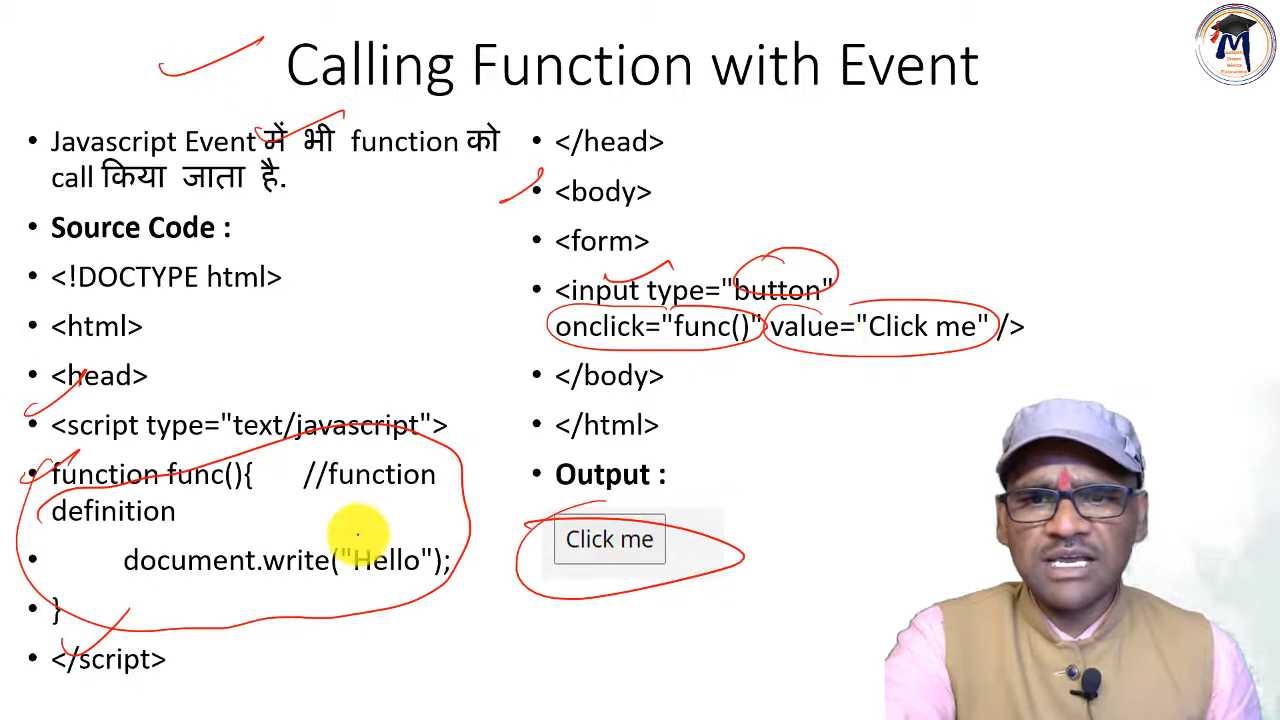 Calling Function with Event
• Javascript Event में भी function को
call किया जाता है.
• Source Code :
• <!DOCTYPE html>
• <html>
• <head>
• <script type="text/javascript">
• function func(){ //function
definition
• document.write("Hello");
• }
• </script>
• </head>
• <body>
• <form>
• <input type="button"
onclick="func()" value="Click me" />
• </body>
• </html>
• Output :
Click me
M